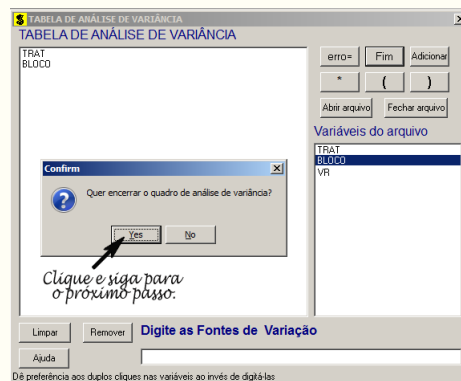 TABELA DE ANÁLISE DE VARIÂNCIA
TABELA DE ANÁLISE DE VARIÂNCIA
TRAT
BLOCO
erro=
Fim
Adicionar
*
(
)
Abrir arquivo
Fechar arquivo
Variáveis do arquivo
TRAT
BLOCO
VR
Confirm
Quer encerrar o quadro de análise de variância?
Yes
No
Clique e siga para
o próximo passo.
Limpar
Remover
Digite as Fontes de Variação
Ajuda
Dê preferência aos duplos cliques nas variáveis ao invés de digitá-las